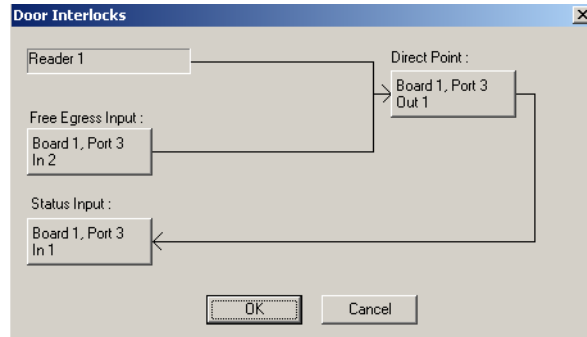 Door Interlocks
Reader 1
Direct Point :
Board 1, Port 3
Out 1
Free Egress Input :
Board 1, Port 3
In 2
Status Input :
Board 1, Port 3
In 1
OK
Cancel